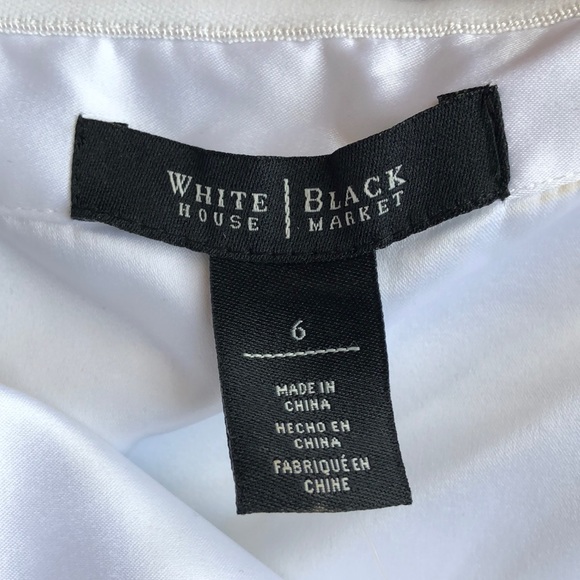 WHITE | BLACK
HOUSE | MARKET
6
MADE IN
CHINA
HECHO EN
CHINA
FABRIQUÉ EN
CHINE